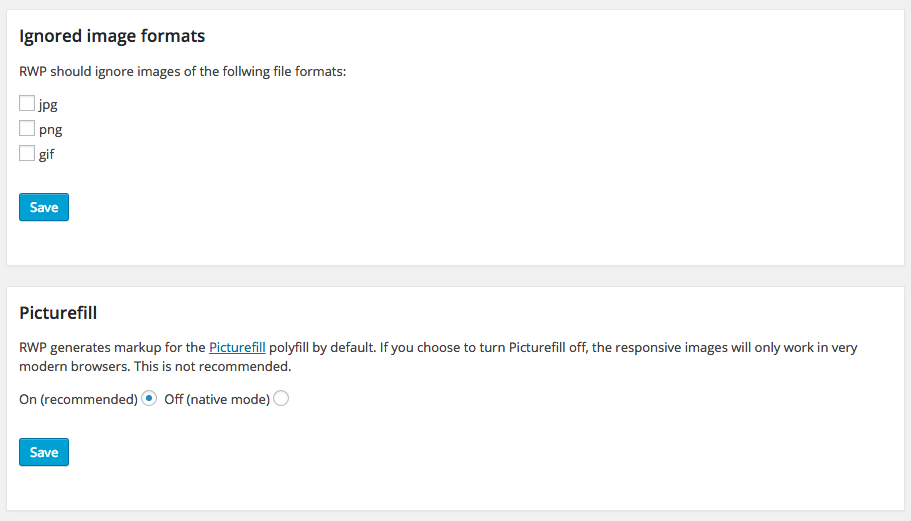 Ignored image formats
RWP should ignore images of the follwing file formats:
jpg
png
gif
Save
Picturefill
RWP generates markup for the Picturefill polyfill by default. If you choose to turn Picturefill off, the responsive images will only work in very
modern browsers. This is not recommended.
On (recommended) Off (native mode)
Save